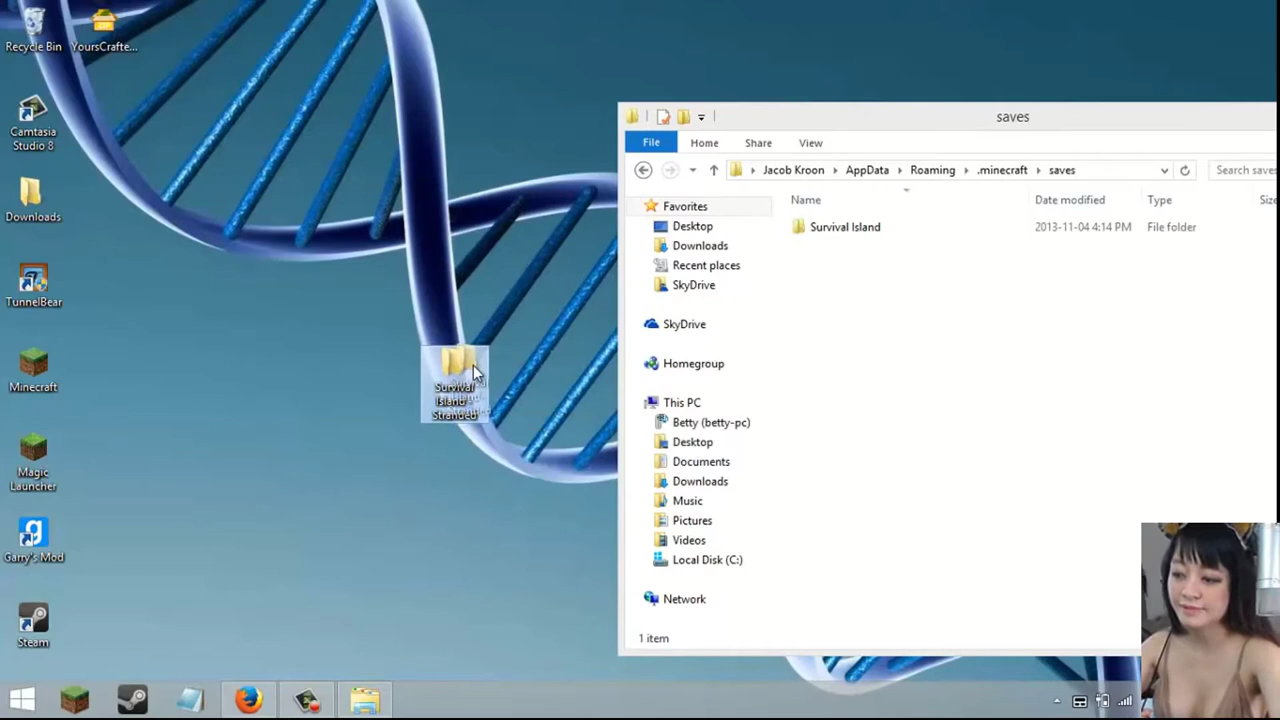 Recycle Bin
YoursCrafte...
Camtasia
Studio 8
Downloads
TunnelBear
Minecraft
Magic
Launcher
Garry's Mod
Steam
Survival
Island
Stranded
saves
File
Home
Share
View
Jacob Kroon
AppData
Roaming
.minecraft
saves
Search saves
Name
Date modified
Type
Size
Survival Island
2013-11-04 4:14 PM
File folder
Favorites
Desktop
Downloads
Recent places
SkyDrive
SkyDrive
Homegroup
This PC
Betty (betty-pc)
Desktop
Documents
Downloads
Music
Pictures
Videos
Local Disk (C:)
Network
1 item